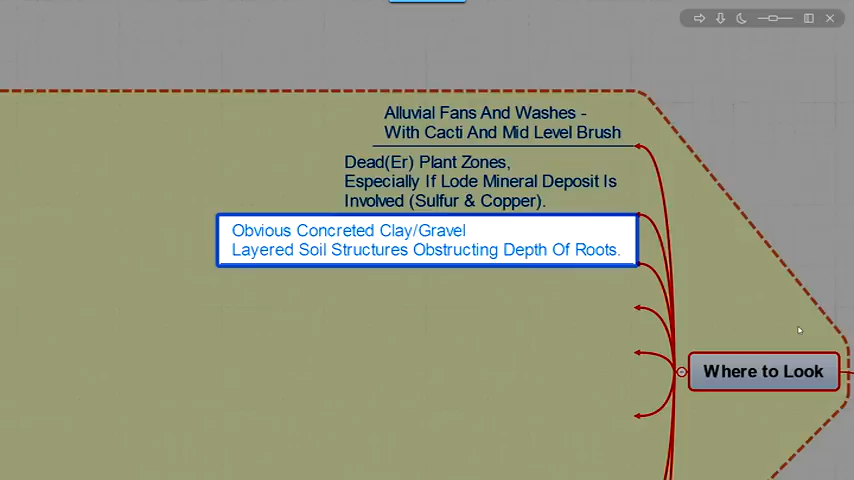 Alluvial Fans And Washes -
With Cacti And Mid Level Brush
Dead(Er) Plant Zones,
Especially If Lode Mineral Deposit Is
Involved (Sulfur & Copper).
Obvious Concreted Clay/Gravel
Layered Soil Structures Obstructing Depth Of Roots.
Where to Look